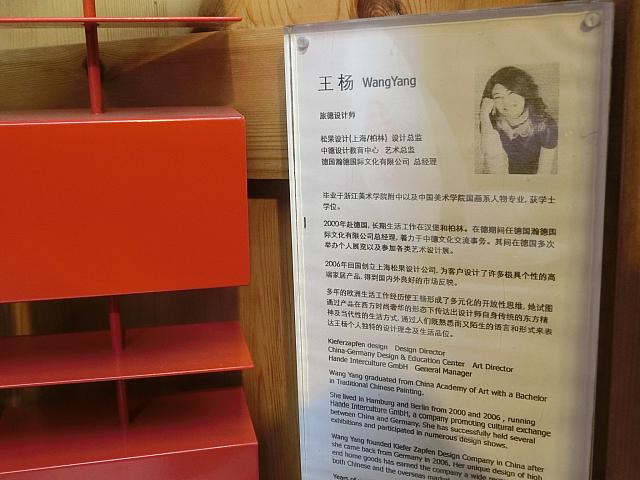 王杨 WangYang
旅德设计师
松果设计(上海/柏林) 设计总监
中德设计教育中心 艺术总监
德国瀚德国际文化有限公司 总经理
毕业于浙江美术学院附中以及中国美术学院国画系人物专业, 获学士
学位。
2000年赴德国, 长期生活工作在汉堡和柏林。在德期间任德国瀚德国
际文化有限公司总经理, 着力于中德文化交流事务。其间在德国多次
举办个人展览以及参加各类艺术设计展。
2006年回国创立上海松果设计公司, 为客户设计了许多极具个性的高
端家居产品, 得到国内外良好的市场反映。
多年的欧洲生活工作经历使王杨形成了多元化的开放性思维, 她试图
通过产品在西方时尚奢华的形态下传达出设计师自身传统的东方精
神及当代性的生活方式, 通过人们既熟悉而又陌生的语言和形式来表
达王杨个人独特的设计理念及生活品位。
Kieferzapfen design Design Director
China-Germany Design & Education Center Art Director
Hande Interculture GmbH General Manager
Wang Yang graduated from China Academy of Art with a Bachelor
in Traditional Chinese Painting.
She lived in Hamburg and Berlin from 2000 and 2006 , running
Hande Interculture GmbH, a company promoting cultural exchange
between China and Germany. She has successfully held several
exhibitions and participated in numerous design shows.
Wang Yang founded Kiefer Zapfen Design Company in China after
she came back from Germany in 2006. Her unique design of high
end home goods has earned the company a wide
both Chinese and the overseas
Years of